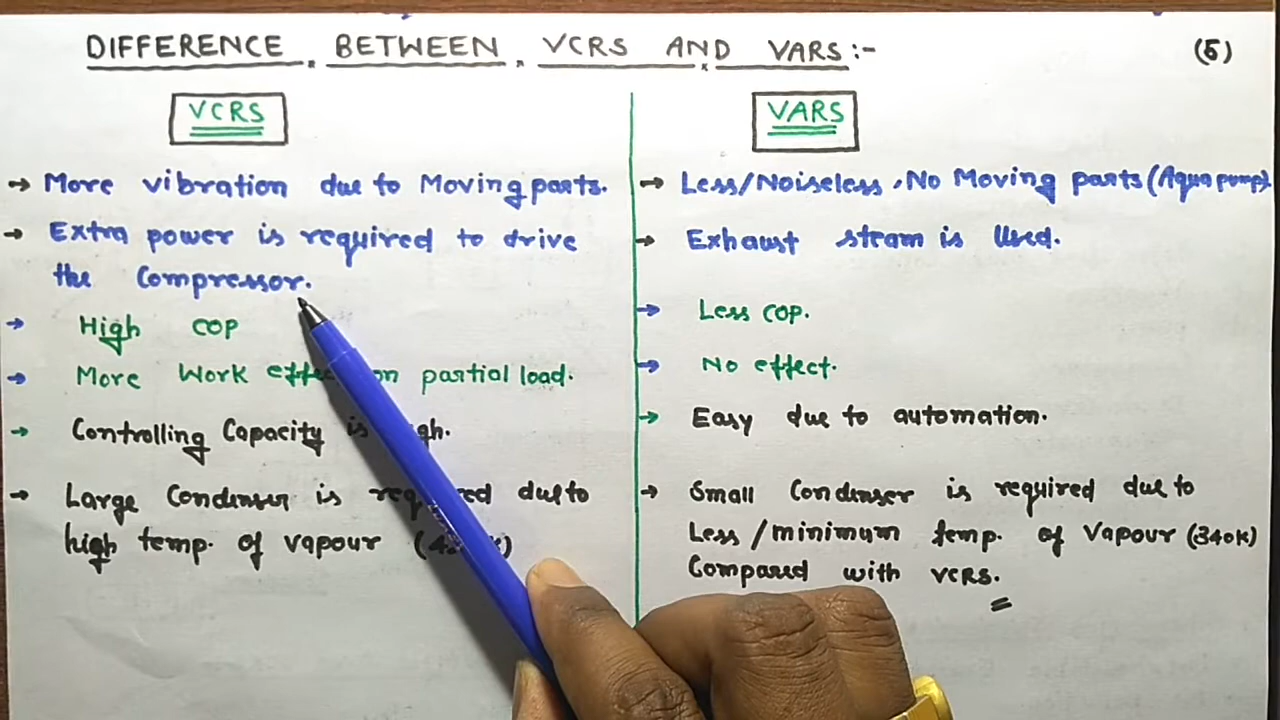 DIFFERENCE BETWEEN VCRS AND VARS:-
(5)
VCRS
→ More vibration due to Moving parts.
→ Extra power is required to drive
the Compressor.
→ High COP
→ More Work on partial load.
→ Controlling Capacity is
→ Large Condenser is due to
high temp. of vapour
VARS
→ Less/Noiseless, No Moving parts (Aqua pump).
→ Exhaust steam is Used.
→ Less COP.
→ No effect.
→ Easy due to automation.
→ Small Condenser is required due to
Less/minimum temp. of Vapour (340K)
Compared with VCRS.